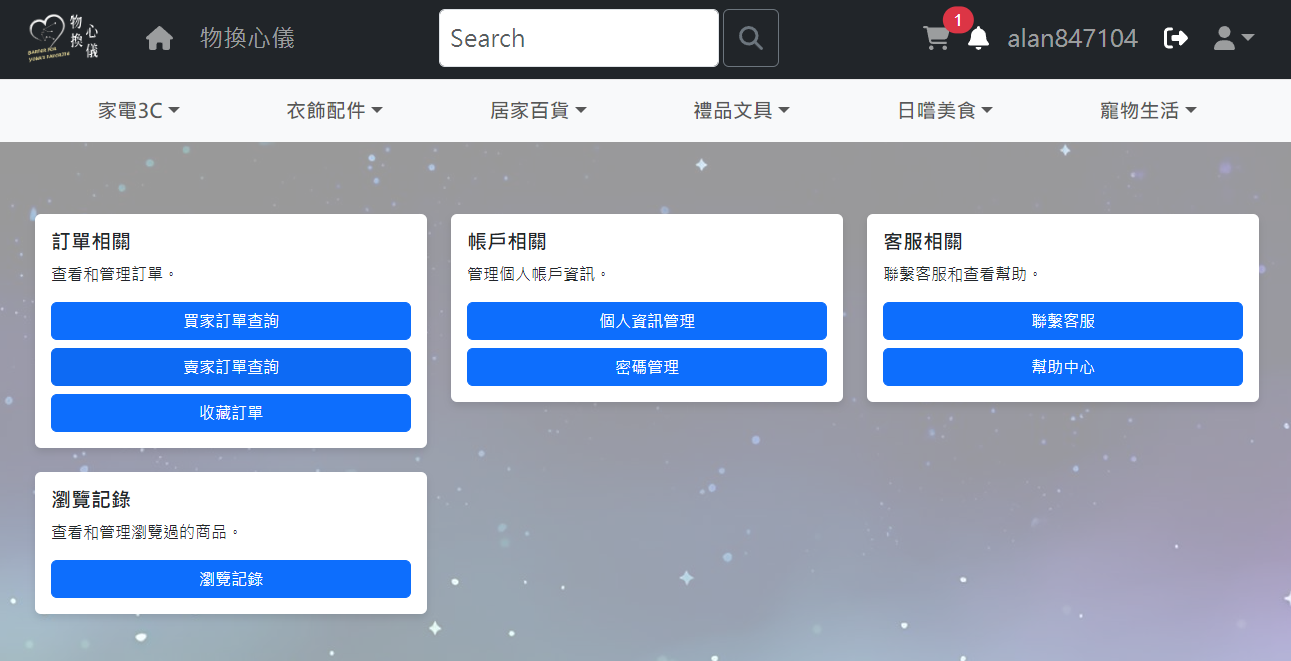 物換心儀
BARTER FOR
YOUR'S FAVORITE
物換心儀
Search
1
alan847104
家電3C
衣飾配件
居家百貨
禮品文具
日嚐美食
寵物生活
訂單相關
查看和管理訂單。
買家訂單查詢
賣家訂單查詢
收藏訂單
帳戶相關
管理個人帳戶資訊。
個人資訊管理
密碼管理
客服相關
聯繫客服和查看幫助。
聯繫客服
幫助中心
瀏覽記錄
查看和管理瀏覽過的商品。
瀏覽記錄